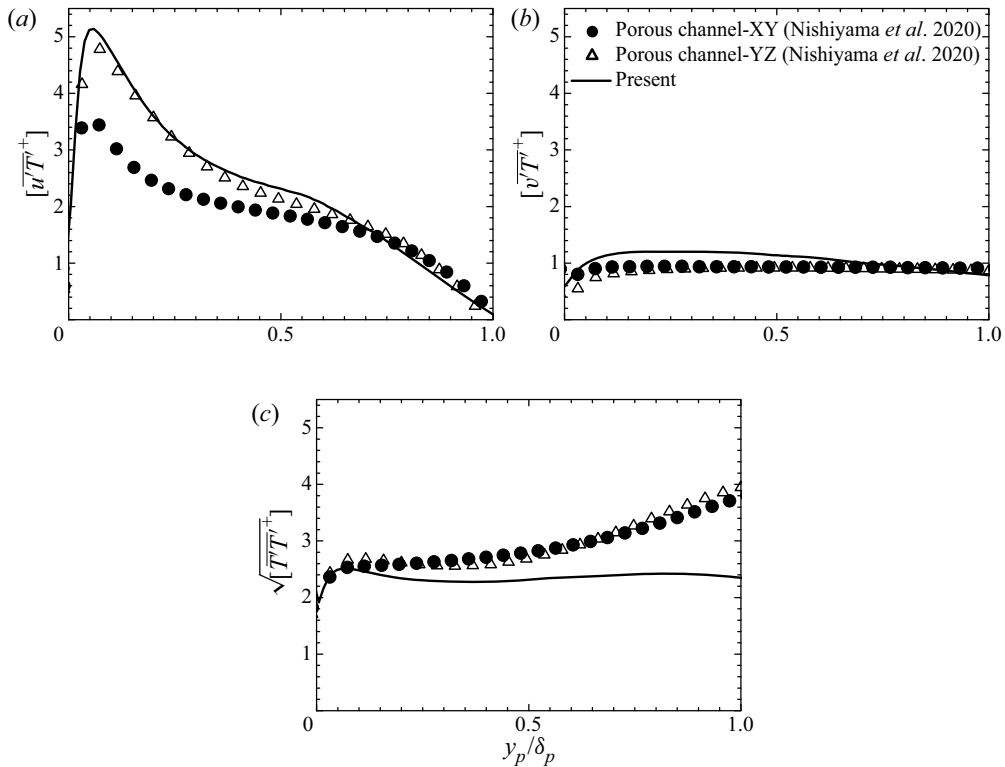 (a)
5
4
3
2
1
0
0.5
1.0
[u′T′⁺]
(b)
5
4
3
2
1
0
0.5
1.0
[v′T′⁺]
Porous channel-XY (Nishiyama et al. 2020)
Porous channel-YZ (Nishiyama et al. 2020)
Present
(c)
5
4
3
2
1
0
0.5
1.0
√[T′T′⁺]
y_p/δ_p